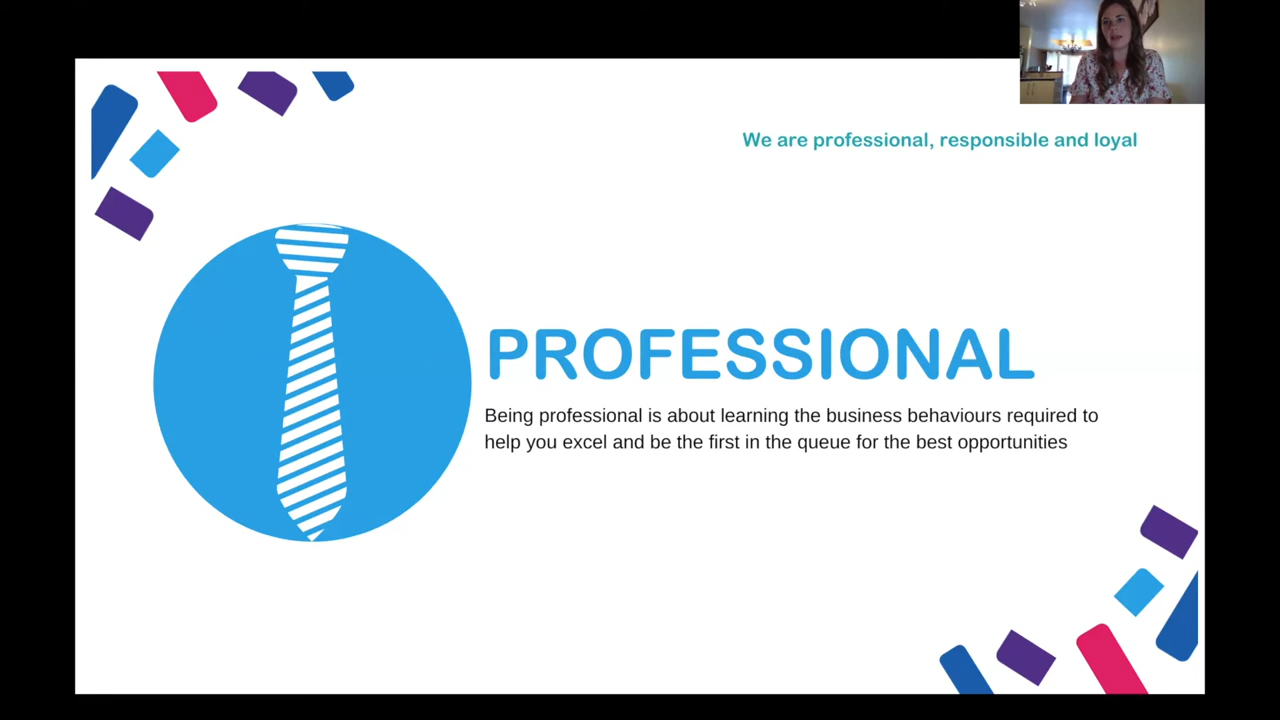 We are professional, responsible and loyal
PROFESSIONAL
Being professional is about learning the business behaviours required to
help you excel and be the first in the queue for the best opportunities